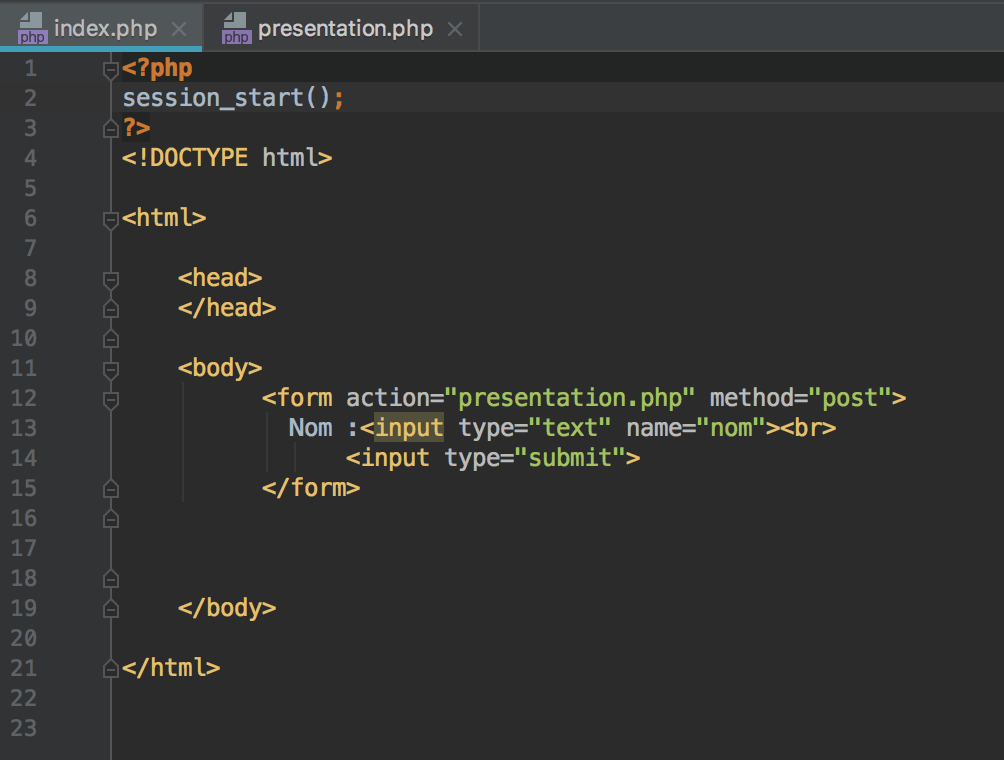 php index.php × php presentation.php ×
1 <?php
2 session_start();
3 ?>
4 <!DOCTYPE html>
5
6 <html>
7
8 <head>
9 </head>
10
11 <body>
12 <form action="presentation.php" method="post">
13 Nom :<input type="text" name="nom"><br>
14 <input type="submit">
15 </form>
16
17
18
19 </body>
20
21 </html>
22
23